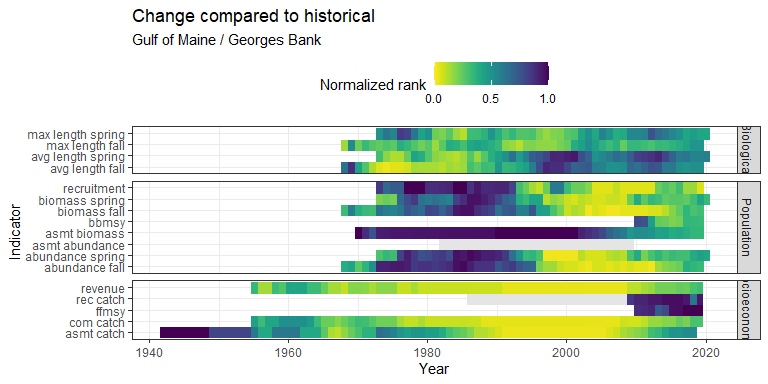 Change compared to historical
Gulf of Maine / Georges Bank
Normalized rank
0.0 0.5 1.0
Indicator
max length spring
max length fall
avg length spring
avg length fall
Biological
recruitment
biomass spring
biomass fall
bbmsy
asmt biomass
asmt abundance
abundance spring
abundance fall
Population
revenue
rec catch
ffmsy
com catch
asmt catch
cioeconom
1940 1960 1980 2000 2020
Year